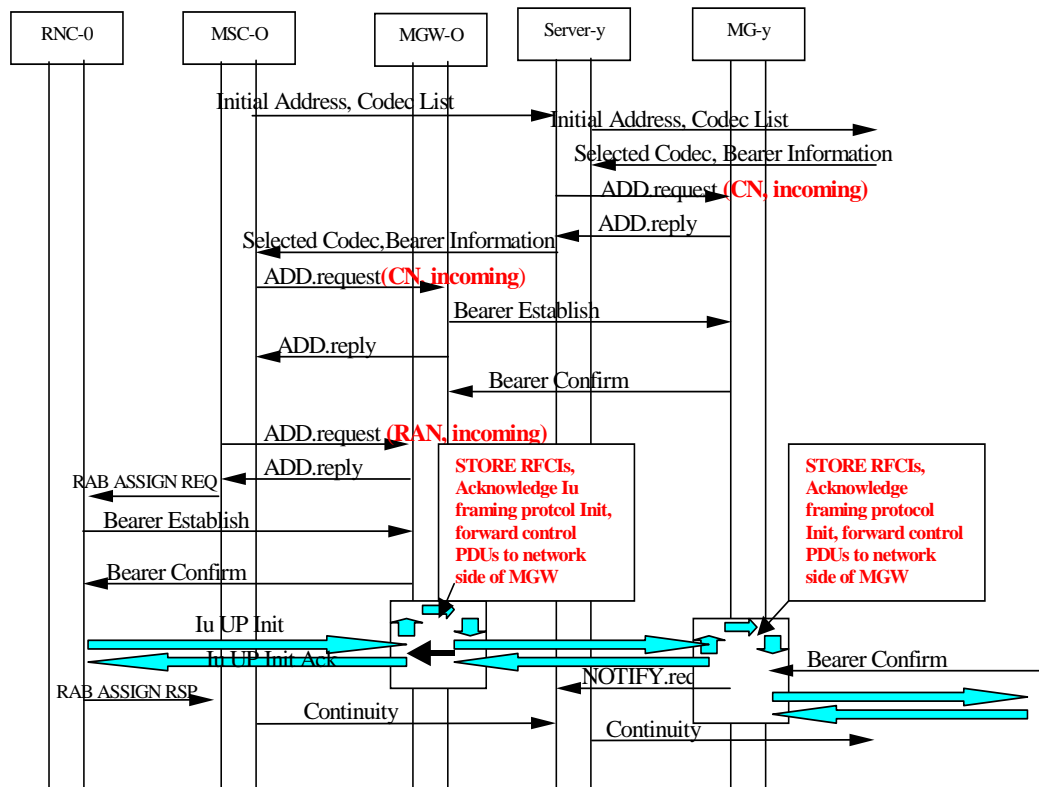 RNC-0
MSC-O
MGW-O
Server-y
MG-y
Initial Address, Codec List
Initial Address, Codec List
Selected Codec, Bearer Information
ADD.request (CN, incoming)
ADD.reply
Selected Codec,Bearer Information
ADD.request(CN, incoming)
Bearer Establish
ADD.reply
Bearer Confirm
ADD.request (RAN, incoming)
ADD.reply
RAB ASSIGN REQ
STORE RFCIs,
Acknowledge Iu
framing protcol Init,
forward control
PDUs to network
side of MGW
STORE RFCIs,
Acknowledge
framing protocol
Init, forward control
PDUs to network
side of MGW
Bearer Establish
Bearer Confirm
Iu UP Init
Iu UP Init Ack
Bearer Confirm
NOTIFY.req
RAB ASSIGN RSP
Continuity
Continuity